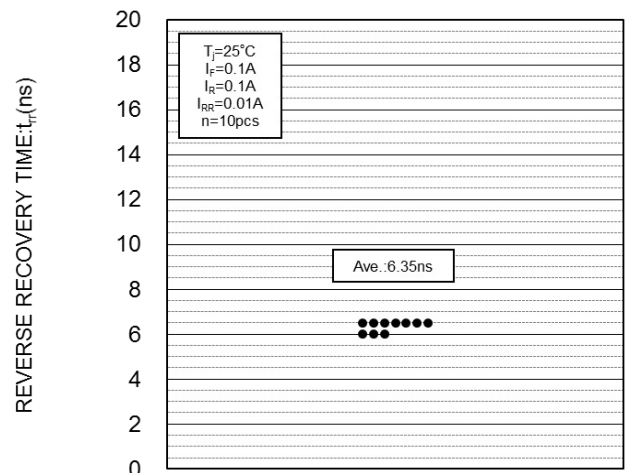 REVERSE RECOVERY TIME:trr(ns)
20
18
16
14
12
10
8
6
4
2
0
Tj=25°C
IF=0.1A
IR=0.1A
IRR=0.01A
n=10pcs
Ave.:6.35ns